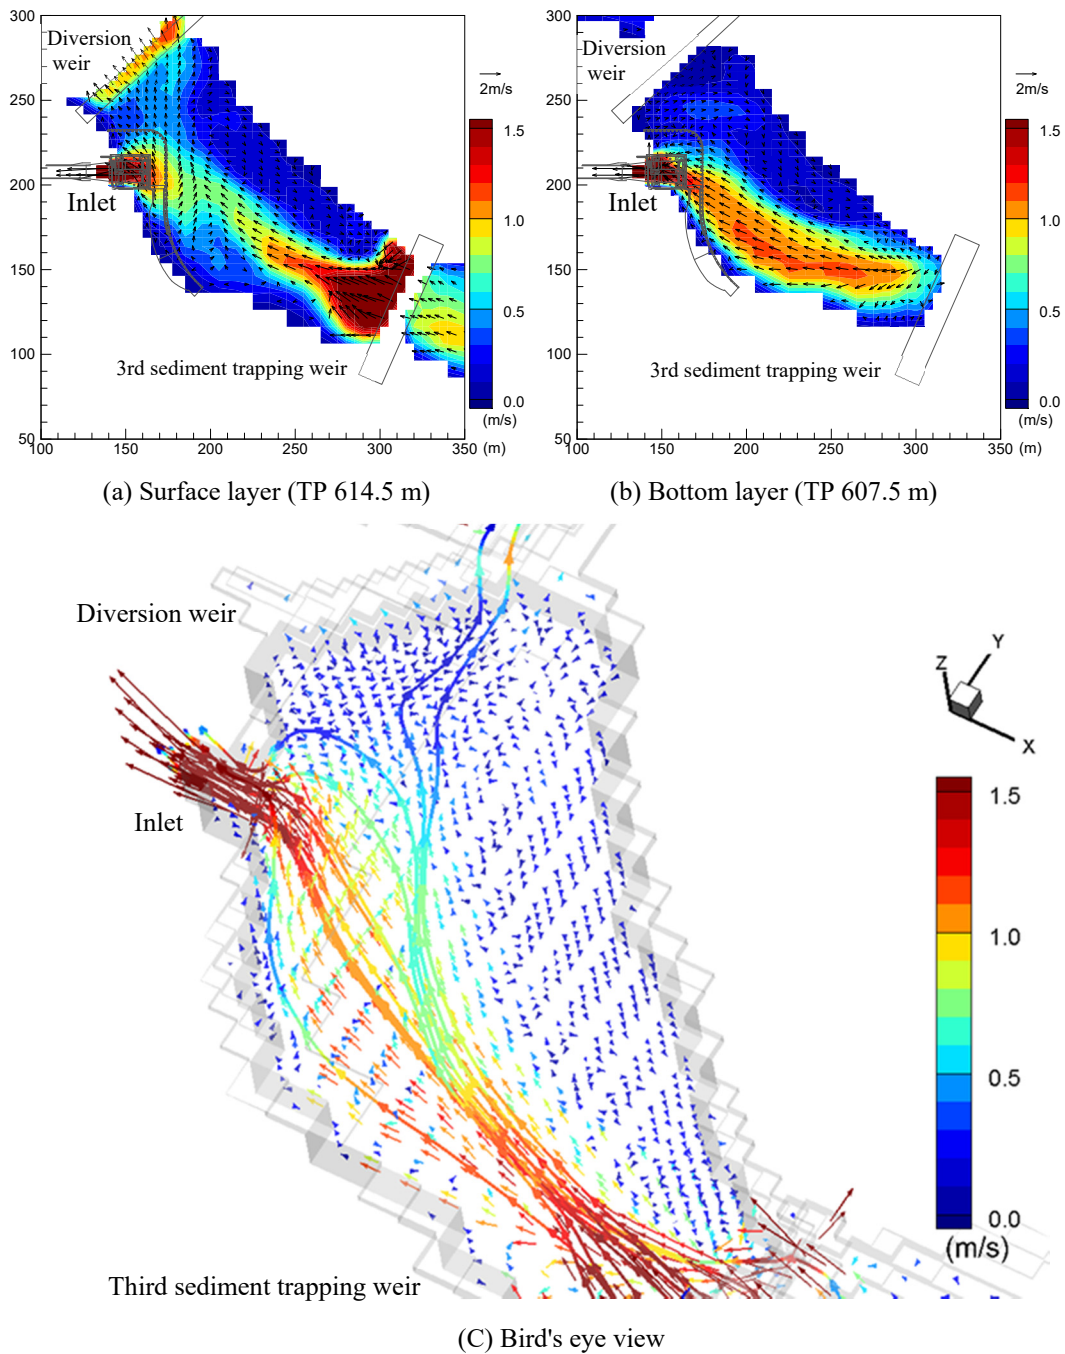 300
Diversion
weir
250
200
Inlet
150
100
3rd sediment trapping weir
50
100
150
200
250
300
350
(m)
2m/s
1.5
1.0
0.5
0.0
(m/s)
300
Diversion
weir
250
200
Inlet
150
100
3rd sediment trapping weir
50
100
150
200
250
300
350
(m)
2m/s
1.5
1.0
0.5
0.0
(m/s)
(a) Surface layer (TP 614.5 m)
(b) Bottom layer (TP 607.5 m)
Diversion weir
Inlet
Third sediment trapping weir
Z
Y
X
1.5
1.0
0.5
0.0
(m/s)
(C) Bird's eye view